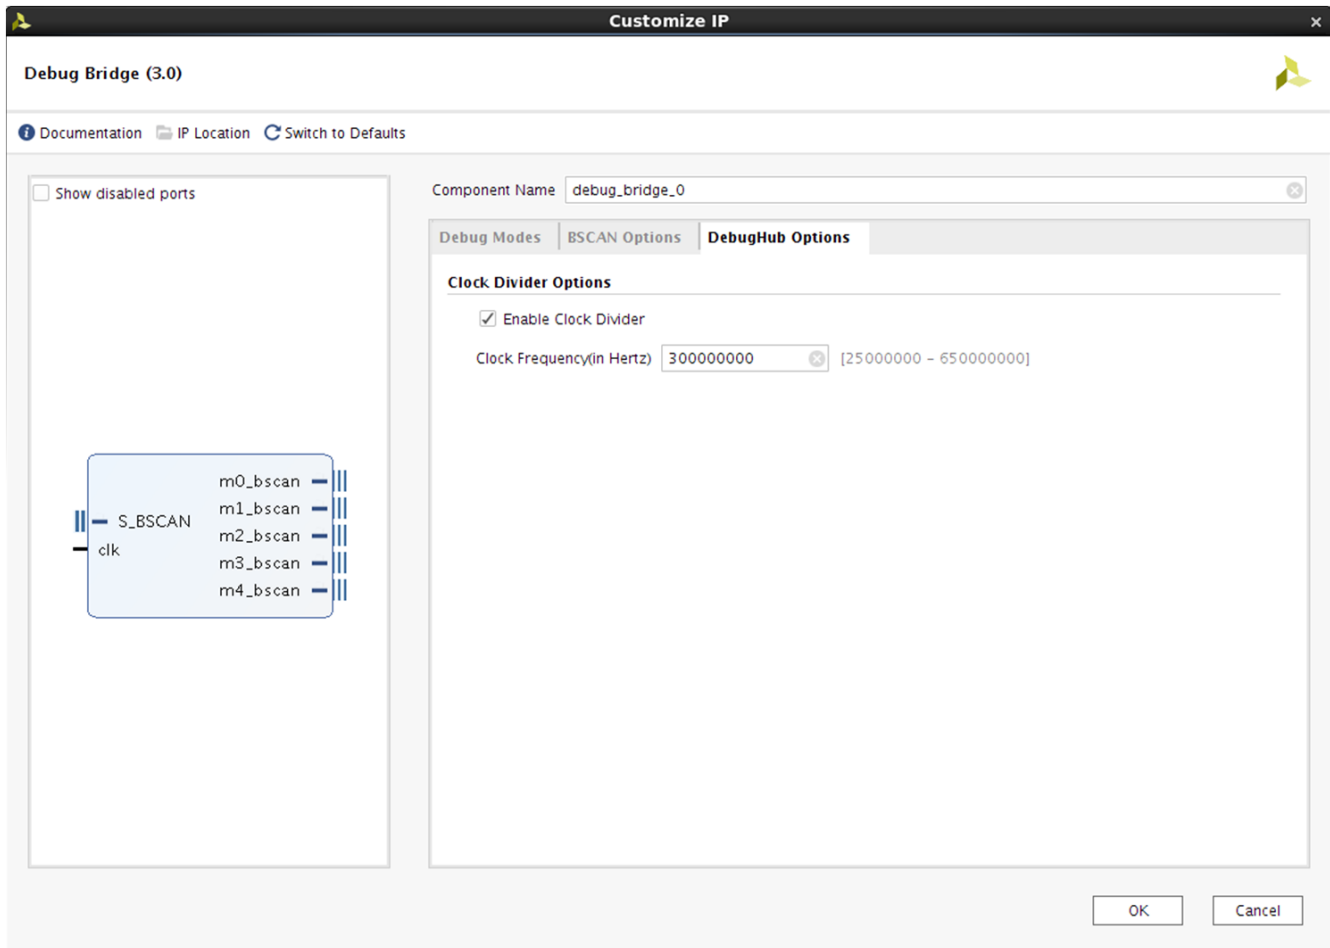 Customize IP
Debug Bridge (3.0)
Documentation IP Location Switch to Defaults
Show disabled ports
Component Name debug_bridge_0
Debug Modes BSCAN Options DebugHub Options
Clock Divider Options
Enable Clock Divider
Clock Frequency(in Hertz) 300000000 [25000000 - 650000000]
m0_bscan
m1_bscan
S_BSCAN
m2_bscan
clk
m3_bscan
m4_bscan
OK Cancel